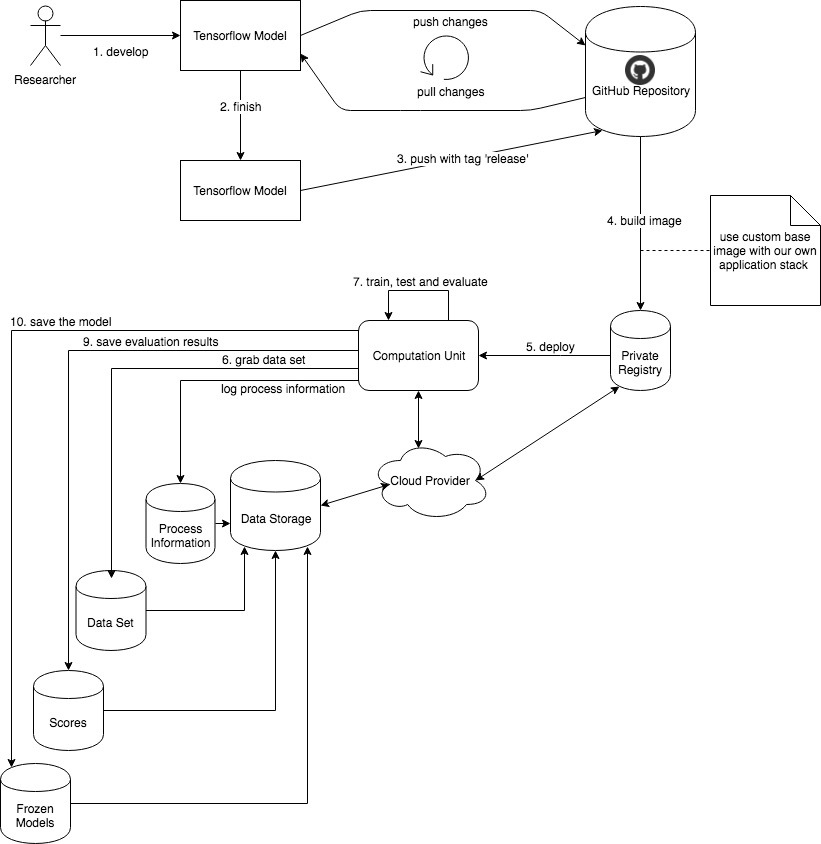 push changes
Tensorflow Model
1. develop
Researcher
pull changes
GitHub Repository
2. finish
3. push with tag 'release'
Tensorflow Model
4. build image
use custom base
image with our own
application stack
7. train, test and evaluate
10. save the model
9. save evaluation results
6. grab data set
log process information
Computation Unit
5. deploy
Private
Registry
Cloud Provider
Process
Information
Data Storage
Data Set
Scores
Frozen
Models